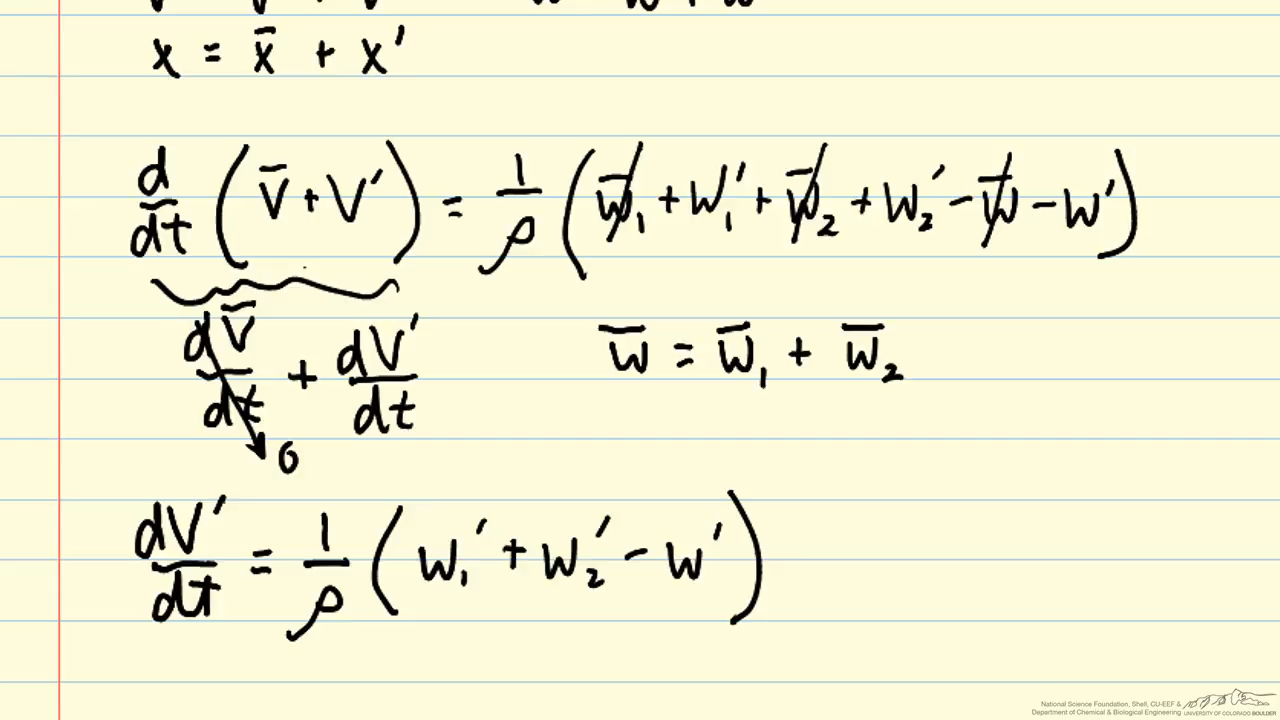 x = x̄ + x′
d/dt ( V̄ + V′ ) = 1/ρ ( w̄₁ + w₁′ + w̄₂ + w₂′ − w̄ − w′ )
dV̄/dt → 0 + dV′/dt
w̄ = w̄₁ + w̄₂
dV′/dt = 1/ρ ( w₁′ + w₂′ − w′ )
National Science Foundation, Shell, CU-EEF &
Department of Chemical & Biological Engineering UNIVERSITY OF COLORADO BOULDER